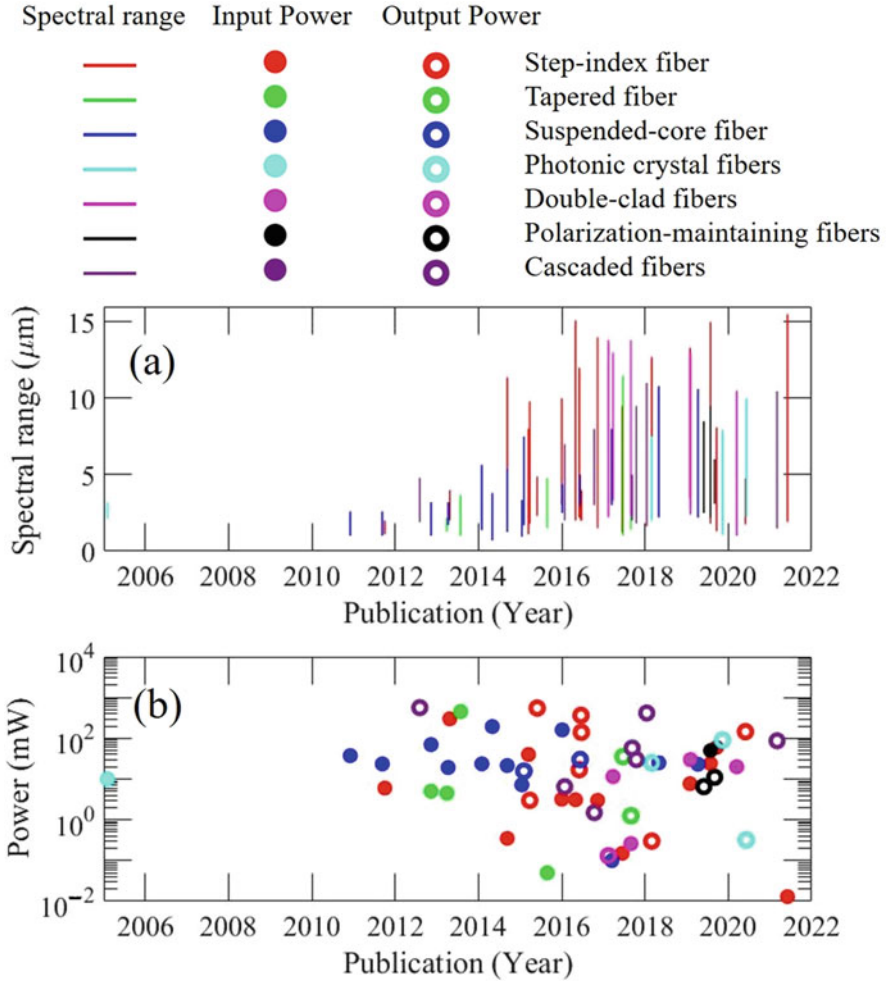 Spectral range Input Power Output Power
Step-index fiber
Tapered fiber
Suspended-core fiber
Photonic crystal fibers
Double-clad fibers
Polarization-maintaining fibers
Cascaded fibers
(a)
Spectral range (μm)
15
10
5
0
2006 2008 2010 2012 2014 2016 2018 2020 2022
Publication (Year)
(b)
Power (mW)
10⁴
10²
10⁰
10⁻²
2006 2008 2010 2012 2014 2016 2018 2020 2022
Publication (Year)